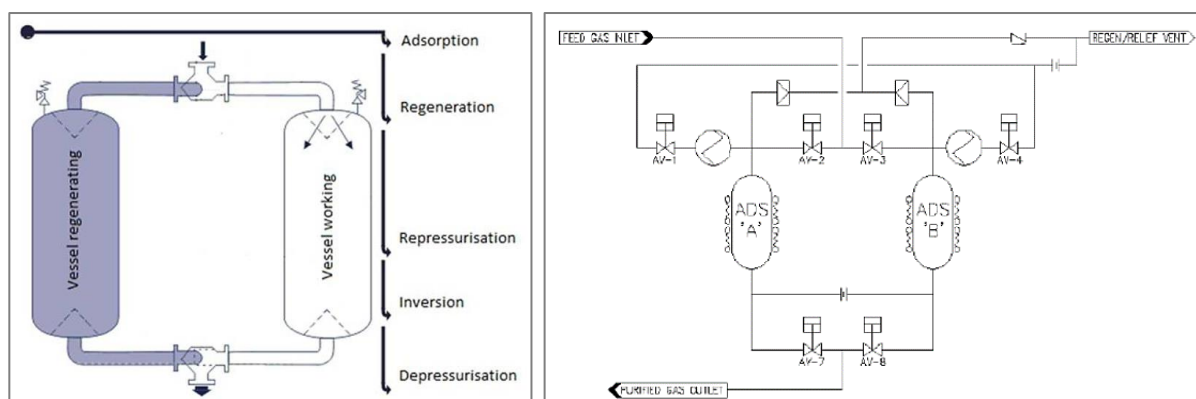 Adsorption
Regeneration
Repressurisation
Inversion
Depressurisation
Vessel regenerating
Vessel working
FEED GAS INLET
REGEN/RELIEF VENT
AV-1
AV-2
AV-3
AV-4
ADS
'A'
ADS
'B'
AV-7
AV-8
PURIFIED GAS OUTLET